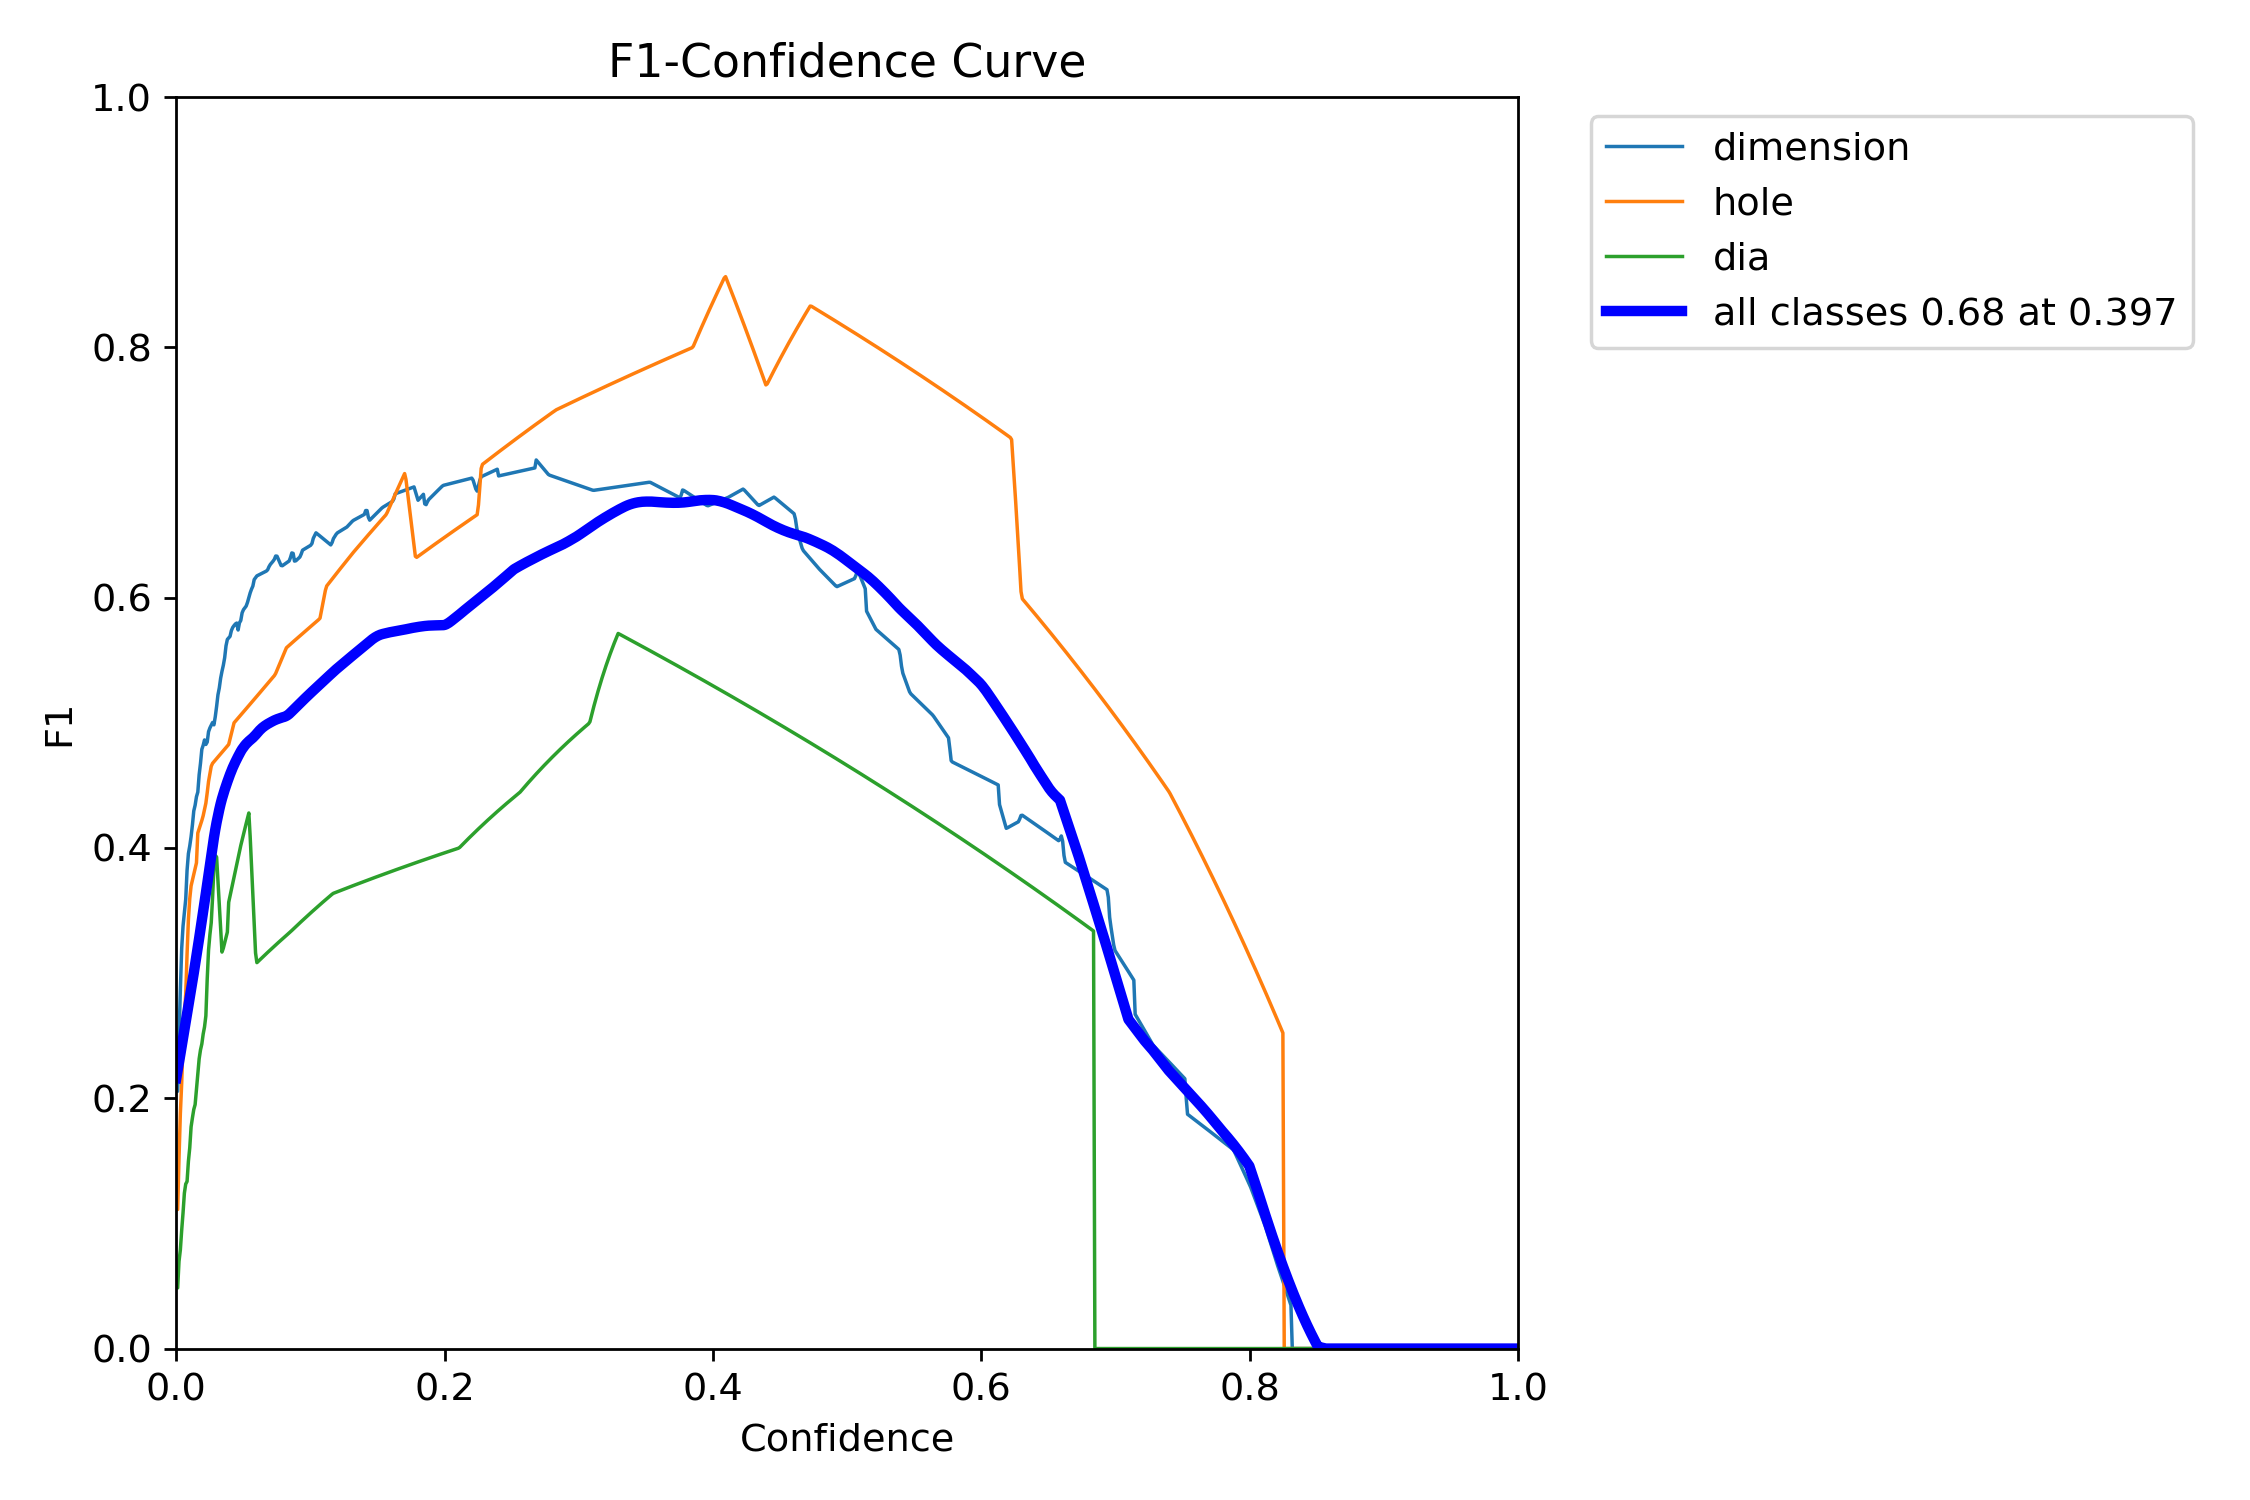 F1-Confidence Curve
1.0
0.8
0.6
0.4
0.2
0.0
F1
0.0 0.2 0.4 0.6 0.8 1.0
Confidence
dimension
hole
dia
all classes 0.68 at 0.397